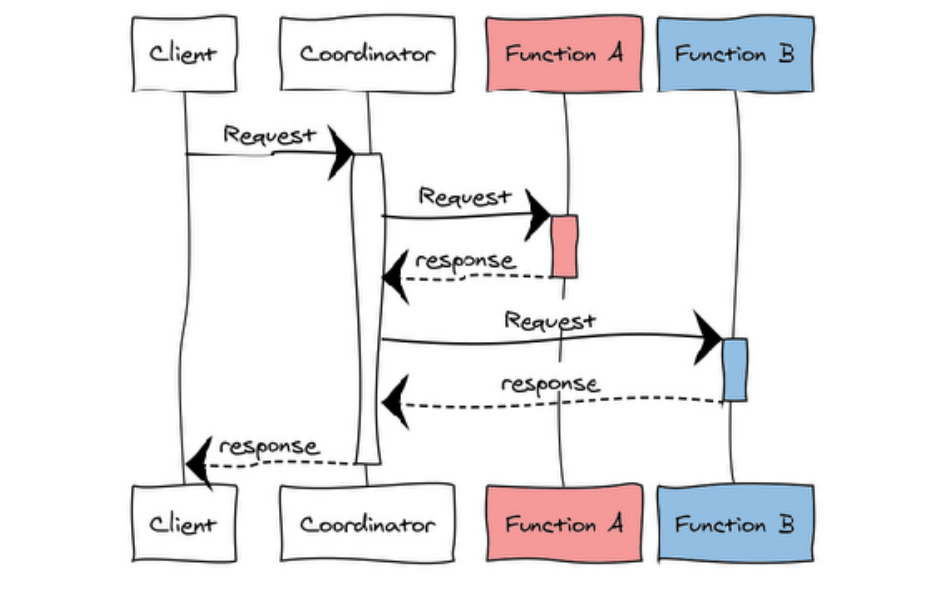 Client
Coordinator
Function A
Function B
Request
Request
response
Request
response
response
Client
Coordinator
Function A
Function B